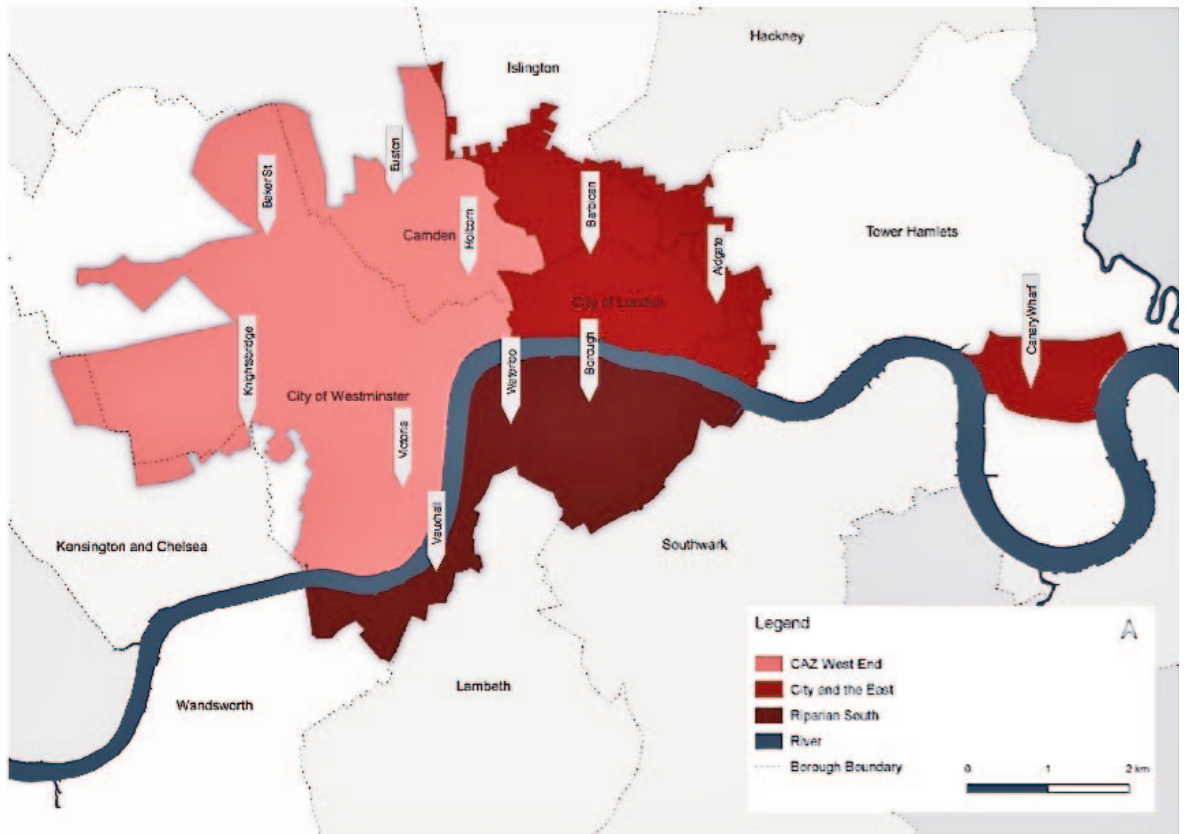 Hackney
Islington
Euston
Baker St
Barbican
Holborn
Camden
Tower Hamlets
Aldgate
City of London
Canary Wharf
Knightsbridge
Waterloo
Borough
City of Westminster
Victoria
Vauxhall
Kensington and Chelsea
Southwark
Lambeth
Wandsworth
Legend
CAZ West End
City and the East
Riparian South
River
Borough Boundary
0 1 2 km